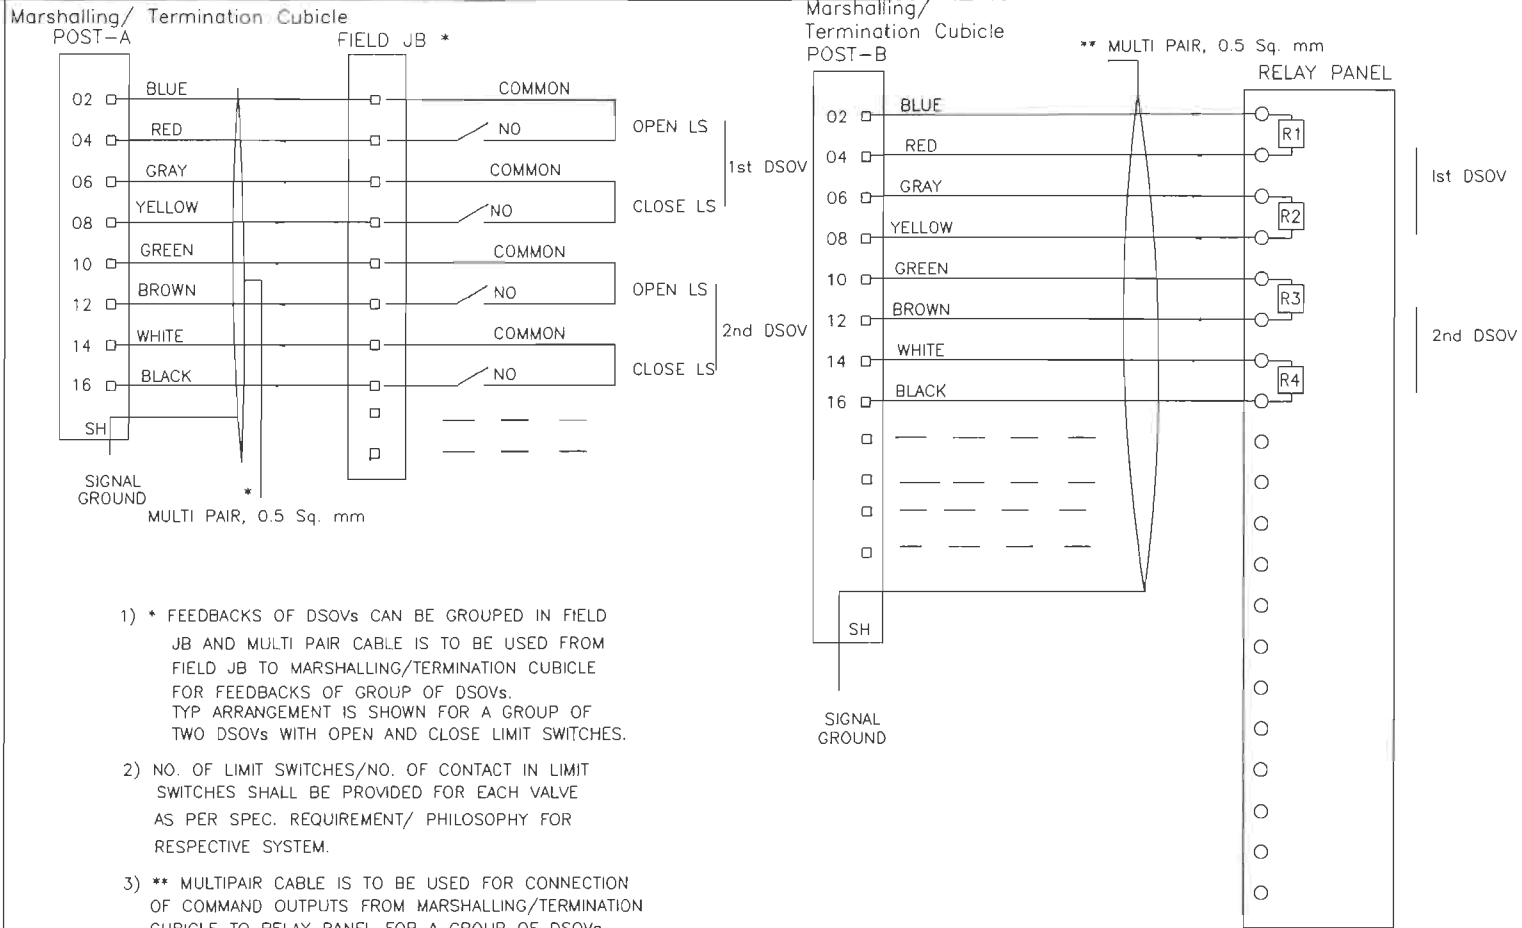 Marshalling/ Termination Cubicle
POST-A
FIELD JB *
02 BLUE COMMON
04 RED NO OPEN LS
06 GRAY COMMON
1st DSOV
08 YELLOW NO CLOSE LS
10 GREEN COMMON
12 BROWN NO OPEN LS
14 WHITE COMMON
2nd DSOV
16 BLACK NO CLOSE LS
SH
SIGNAL
GROUND
*
MULTI PAIR, 0.5 Sq. mm
Marshalling/
Termination Cubicle
POST-B
** MULTI PAIR, 0.5 Sq. mm
RELAY PANEL
02 BLUE
R1
04 RED
1st DSOV
06 GRAY
R2
08 YELLOW
10 GREEN
R3
12 BROWN
2nd DSOV
14 WHITE
R4
16 BLACK
SH
SIGNAL
GROUND
1) * FEEDBACKS OF DSOVs CAN BE GROUPED IN FIELD
JB AND MULTI PAIR CABLE IS TO BE USED FROM
FIELD JB TO MARSHALLING/TERMINATION CUBICLE
FOR FEEDBACKS OF GROUP OF DSOVs.
TYP ARRANGEMENT IS SHOWN FOR A GROUP OF
TWO DSOVs WITH OPEN AND CLOSE LIMIT SWITCHES.
2) NO. OF LIMIT SWITCHES/NO. OF CONTACT IN LIMIT
SWITCHES SHALL BE PROVIDED FOR EACH VALVE
AS PER SPEC. REQUIREMENT/ PHILOSOPHY FOR
RESPECTIVE SYSTEM.
3) ** MULTIPAIR CABLE IS TO BE USED FOR CONNECTION
OF COMMAND OUTPUTS FROM MARSHALLING/TERMINATION
CUBICLE TO RELAY PANEL FOR A GROUP OF DSOVs